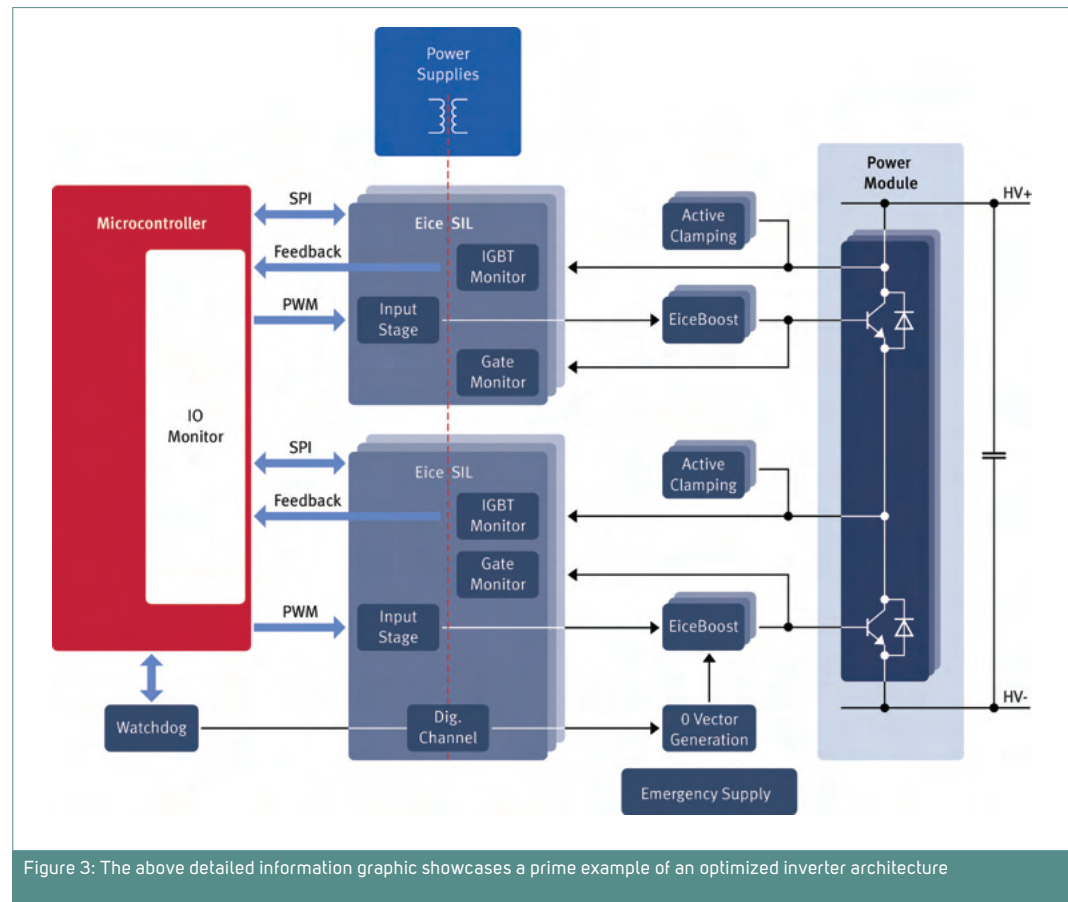 Power
Supplies
Power
Module
HV+
Microcontroller
SPI
Eice SIL
Active
Clamping
Feedback
IGBT
Monitor
PWM
Input
Stage
EiceBoost
Gate
Monitor
IO
Monitor
SPI
Eice SIL
Active
Clamping
Feedback
IGBT
Monitor
Gate
Monitor
PWM
Input
Stage
EiceBoost
HV-
Watchdog
Dig.
Channel
0 Vector
Generation
Emergency Supply
Figure 3: The above detailed information graphic showcases a prime example of an optimized inverter architecture